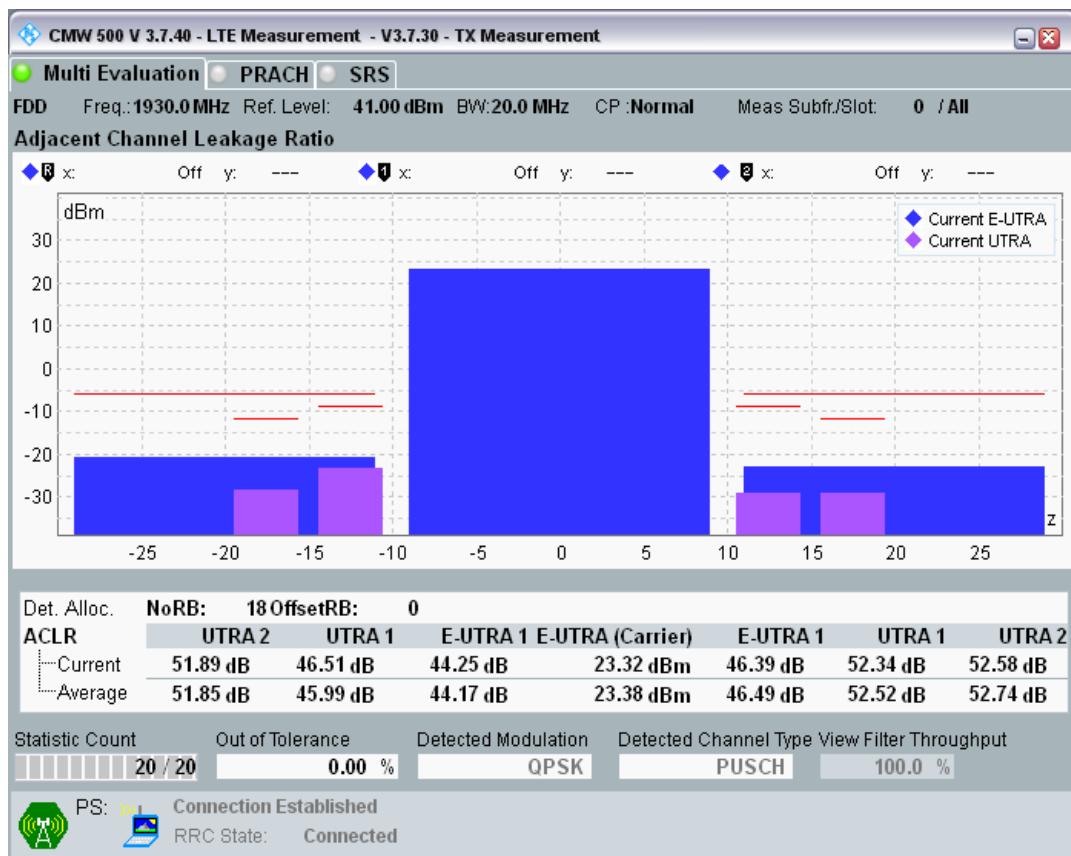 CMW 500 V 3.7.40 - LTE Measurement - V3.7.30 - TX Measurement
Multi Evaluation PRACH SRS
FDD Freq.:1930.0 MHz Ref. Level: 41.00 dBm BW:20.0 MHz CP :Normal Meas Subfr./Slot: 0 / All
Adjacent Channel Leakage Ratio
R x: Off y: --- 1 x: Off y: --- 2 x: Off y: ---
dBm
Current E-UTRA
Current UTRA
30
20
10
0
-10
-20
-30
z
-25 -20 -15 -10 -5 0 5 10 15 20 25
Det. Alloc. NoRB: 18 OffsetRB: 0
ACLR UTRA 2 UTRA 1 E-UTRA 1 E-UTRA (Carrier) E-UTRA 1 UTRA 1 UTRA 2
Current 51.89 dB 46.51 dB 44.25 dB 23.32 dBm 46.39 dB 52.34 dB 52.58 dB
Average 51.85 dB 45.99 dB 44.17 dB 23.38 dBm 46.49 dB 52.52 dB 52.74 dB
Statistic Count Out of Tolerance Detected Modulation Detected Channel Type View Filter Throughput
20 / 20 0.00 % QPSK PUSCH 100.0 %
PS: Connection Established
RRC State: Connected